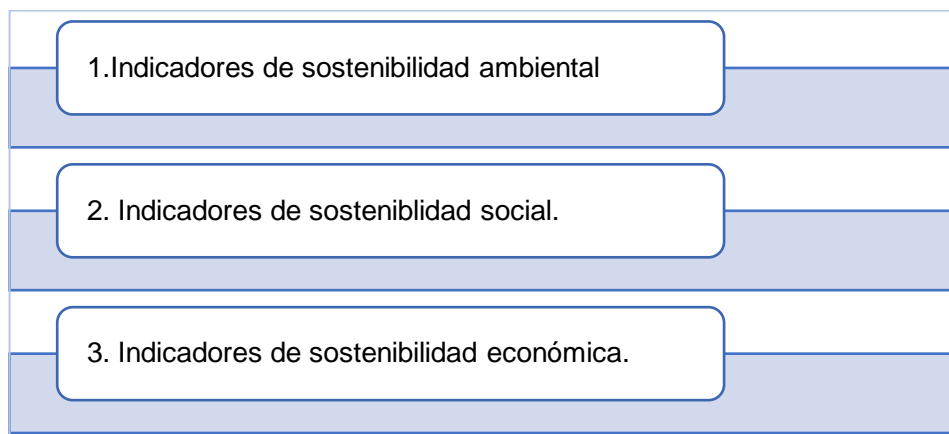 1.Indicadores de sostenibilidad ambiental
2. Indicadores de sosteniblidad social.
3. Indicadores de sostenibilidad económica.